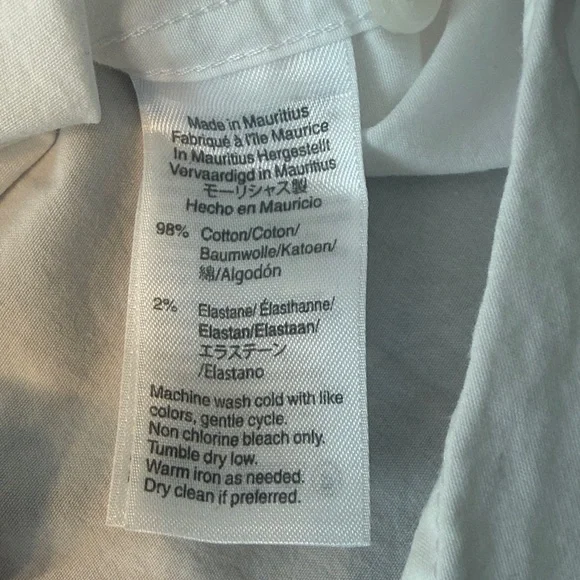 Made in Mauritius
Fabriqué à l'île Maurice
In Mauritius Hergestellt
Vervaardigd in Mauritius
モーリシャス製
Hecho en Mauricio
98% Cotton/Coton/
Baumwolle/Katoen/
綿/Algodón
2% Elastane/Élasthanne/
Elastan/Elastaan/
エラステーン
/Elastano
Machine wash cold with like
colors, gentle cycle.
Non chlorine bleach only.
Tumble dry low.
Warm iron as needed.
Dry clean if preferred.